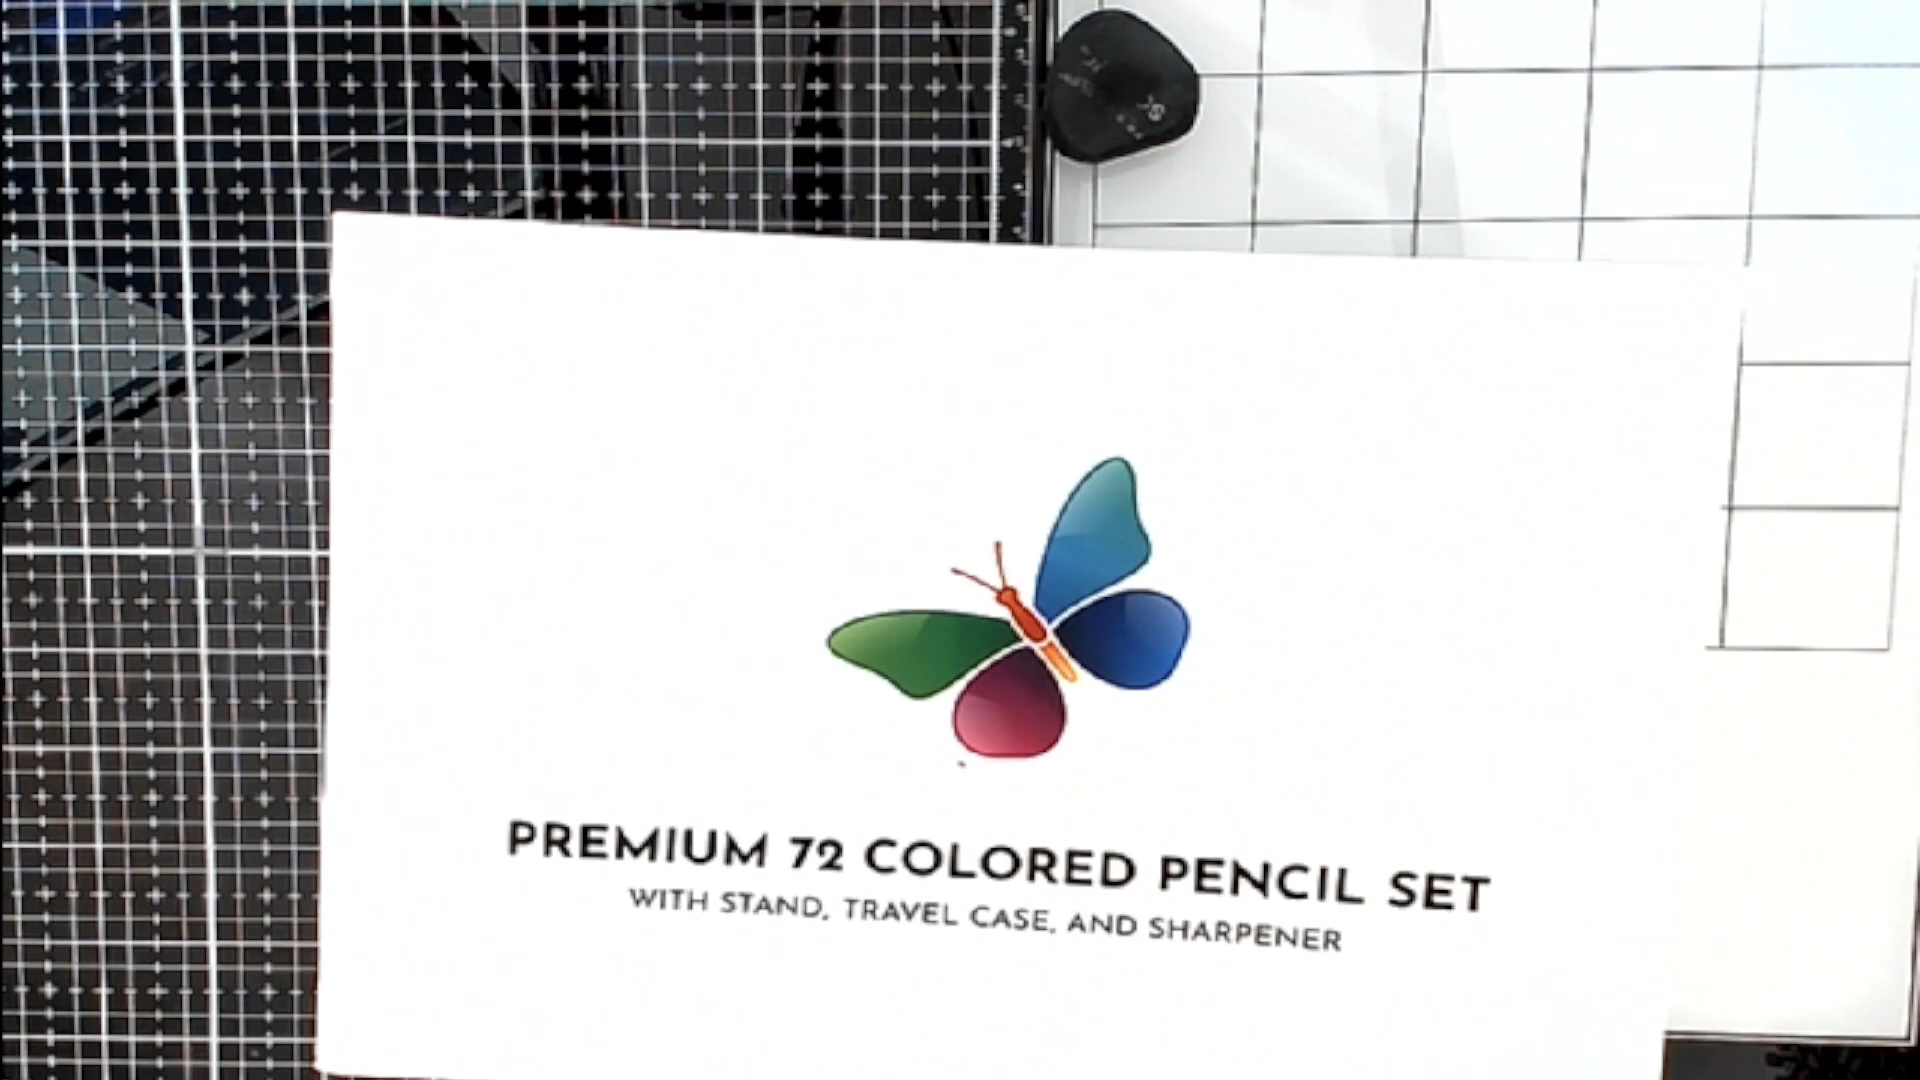 PREMIUM 72 COLORED PENCIL SET
WITH STAND, TRAVEL CASE, AND SHARPENER